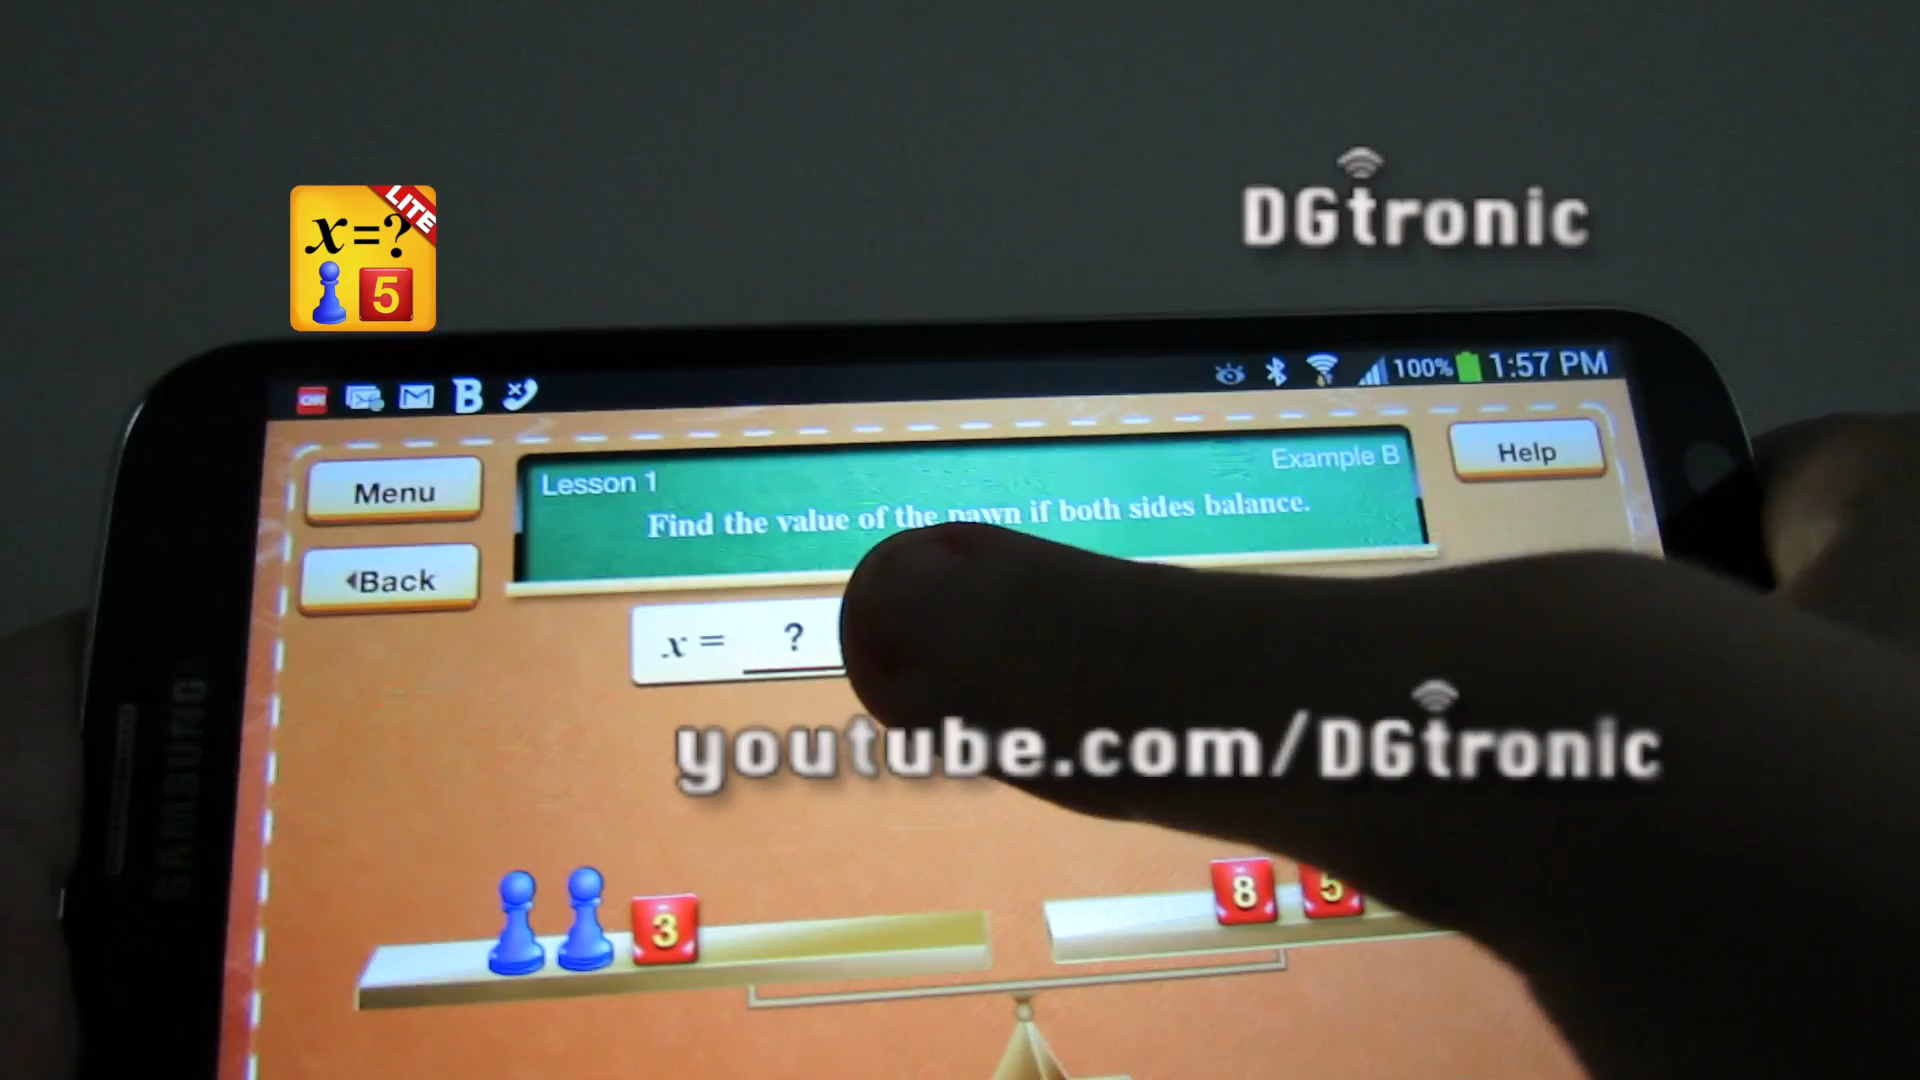 LITE
x=?
5
DGtronic
SAMSUNG
100% 1:57 PM
Menu
Back
Lesson 1
Example B
Find the value of the pawn if both sides balance.
Help
x = ?
youtube.com/DGtronic
3
8 5